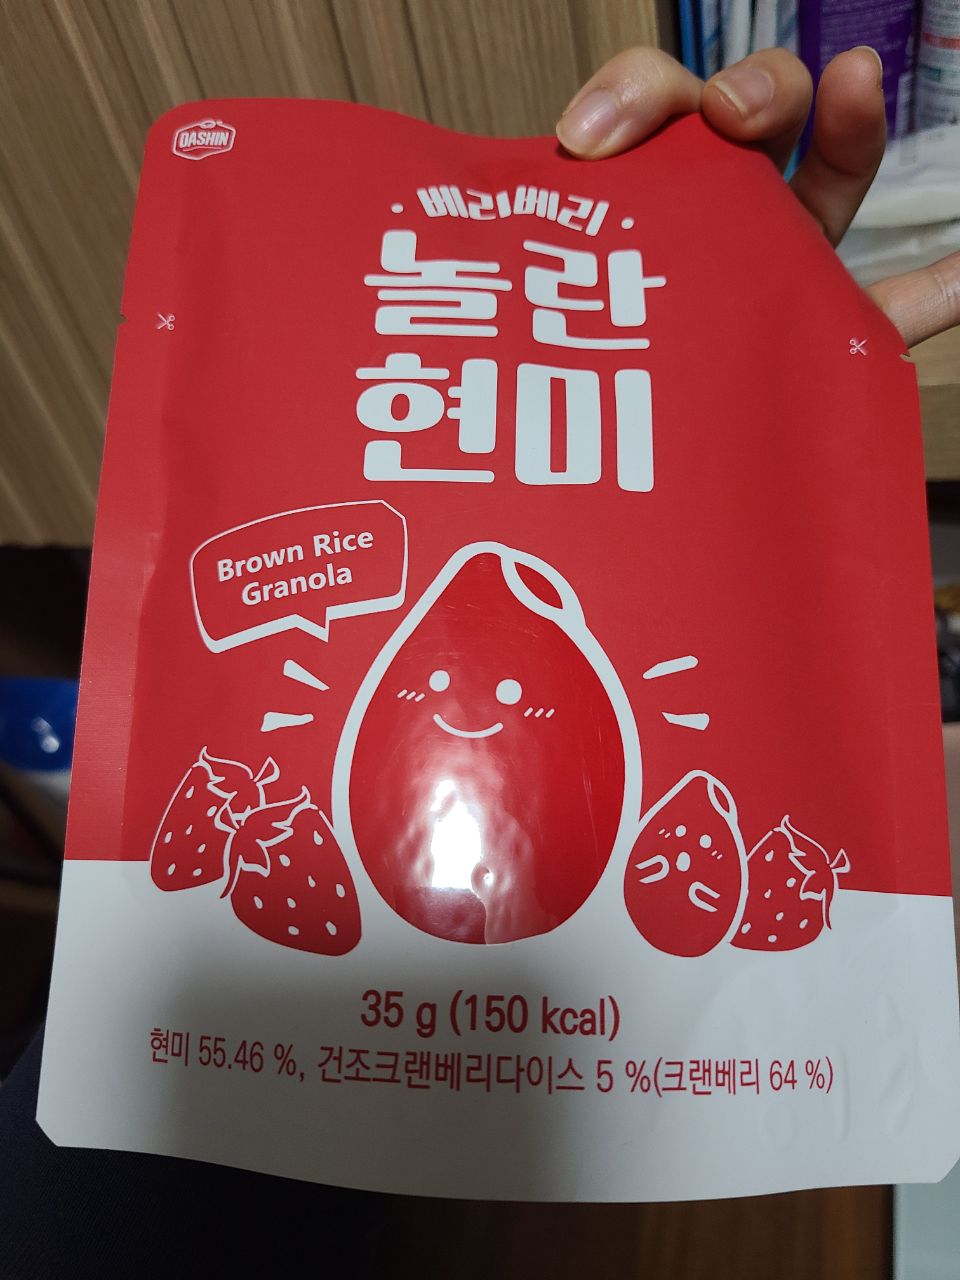 DASHIN
· 베리베리 ·
놀란
현미
Brown Rice
Granola
35 g (150 kcal)
현미 55.46 %, 건조크랜베리다이스 5 %(크랜베리 64 %)